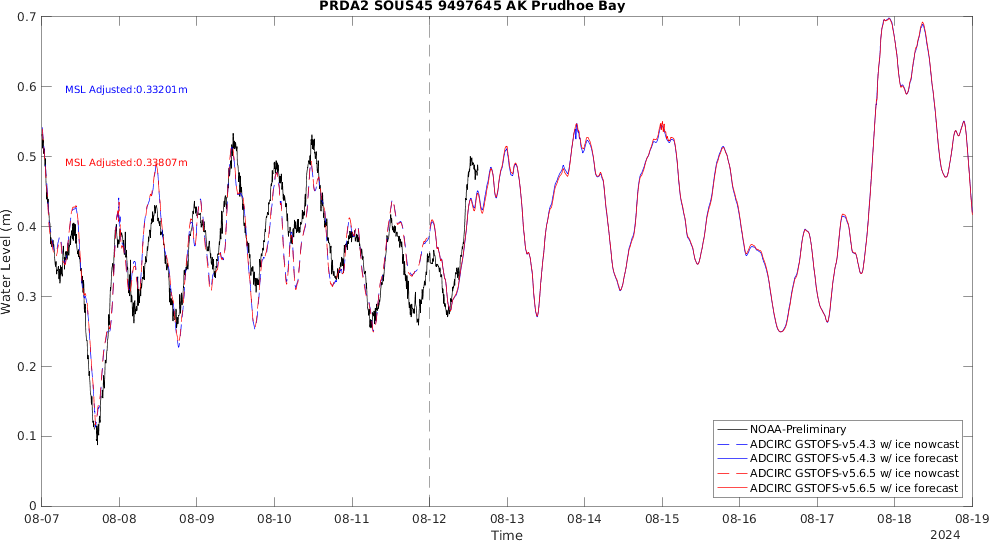 PRDA2 SOUS45 9497645 AK Prudhoe Bay
0.7
0.6
0.5
0.4
0.3
0.2
0.1
0
Water Level (m)
MSL Adjusted:0.33201m
MSL Adjusted:0.33807m
NOAA-Preliminary
ADCIRC GSTOFS-v5.4.3 w/ ice nowcast
ADCIRC GSTOFS-v5.4.3 w/ ice forecast
ADCIRC GSTOFS-v5.6.5 w/ ice nowcast
ADCIRC GSTOFS-v5.6.5 w/ ice forecast
08-07 08-08 08-09 08-10 08-11 08-12 08-13 08-14 08-15 08-16 08-17 08-18 08-19
Time
2024